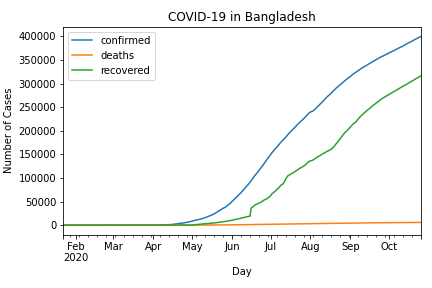 COVID-19 in Bangladesh
confirmed
deaths
recovered
Number of Cases
400000
350000
300000
250000
200000
150000
100000
50000
0
Feb Mar Apr May Jun Jul Aug Sep Oct
2020
Day